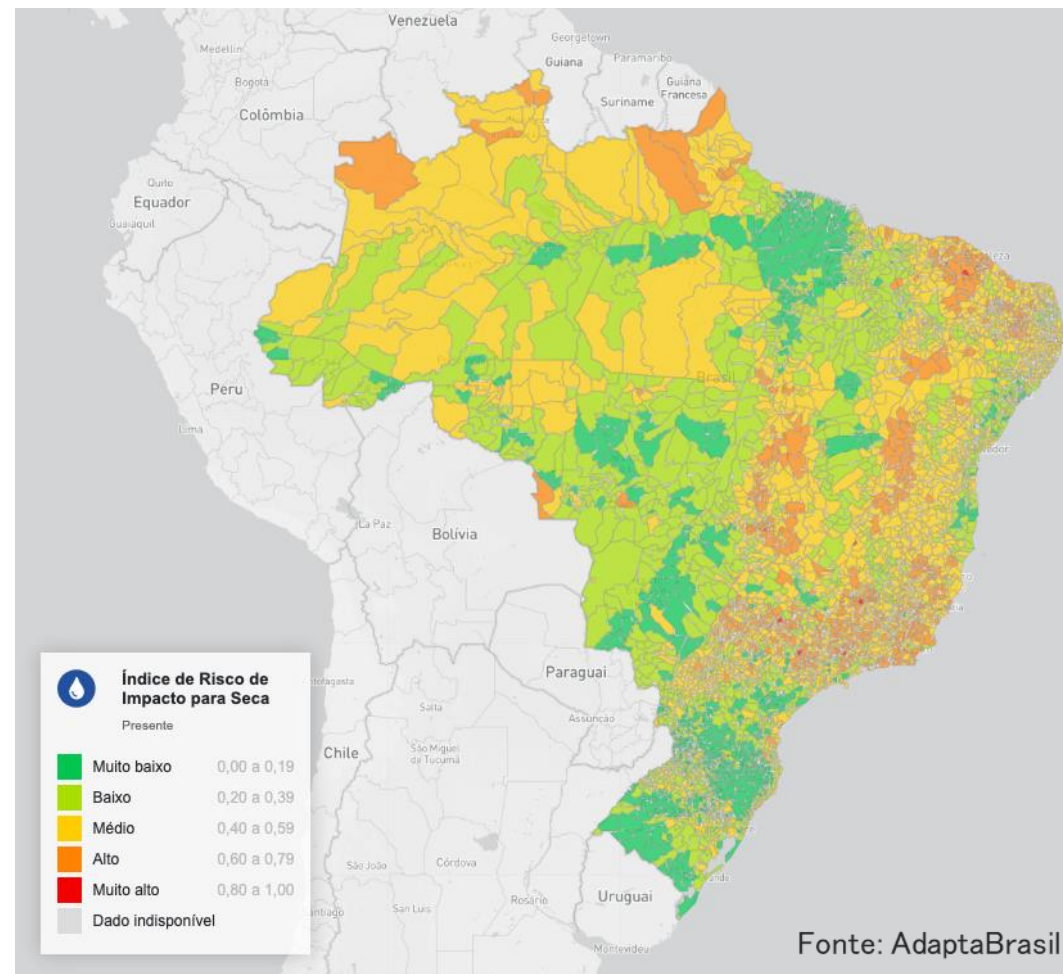 Venezuela
Medellín
Georgetown
Bogotá
Guiana
Paramaribo
Guiana
Francesa
Suriname
Colômbia
Quito
Equador
Guaiaquil
Peru
Brasil
Lima
La Paz
Bolívia
Paraguai
Assunção
Salta
Chile
São Miguel
de Tucumã
São João
Córdova
Santiago
San Luis
Rosário
Uruguai
Montevidéu
Índice de Risco de
Impacto para Seca
Presente
Muito baixo 0,00 a 0,19
Baixo 0,20 a 0,39
Médio 0,40 a 0,59
Alto 0,60 a 0,79
Muito alto 0,80 a 1,00
Dado indisponível
Fonte: AdaptaBrasil